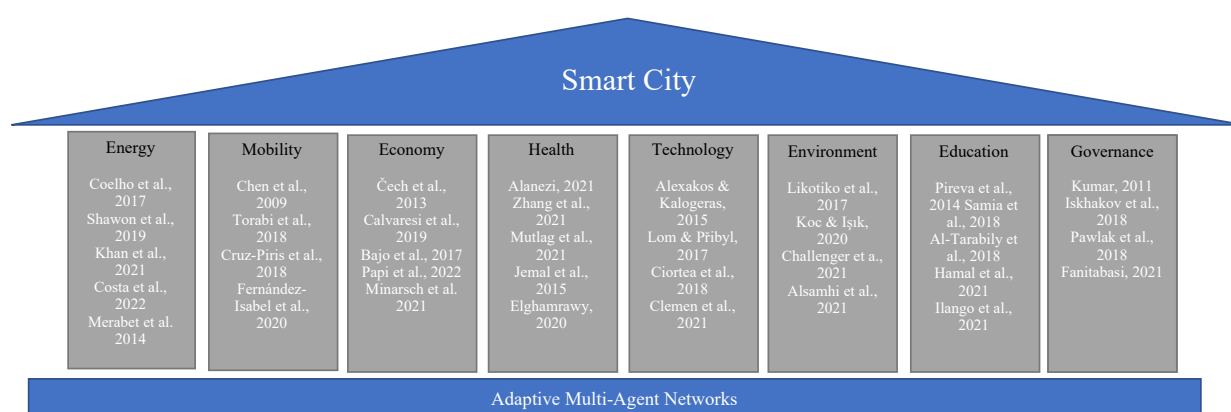 Smart City
Energy
Coelho et al.,
2017
Shawon et al.,
2019
Khan et al.,
2021
Costa et al.,
2022
Merabet et al.
2014
Mobility
Chen et al.,
2009
Torabi et al.,
2018
Cruz-Piris et al.,
2018
Fernández-
Isabel et al.,
2020
Economy
Čech et al.,
2013
Calvaresi et al.,
2019
Bajo et al., 2017
Papi et al., 2022
Minarsch et al.
2021
Health
Alanezi, 2021
Zhang et al.,
2021
Mutlag et al.,
2021
Jemal et al.,
2015
Elghamrawy,
2020
Technology
Alexakos &
Kalogeras,
2015
Lom & Přibyl,
2017
Ciortea et al.,
2018
Clemen et al.,
2021
Environment
Likotiko et al.,
2017
Koc & Işık,
2020
Challenger et a.,
2021
Alsamhi et al.,
2021
Education
Pireva et al.,
2014 Samia et
al., 2018
Al-Tarabily et
al., 2018
Hamal et al.,
2021
Ilango et al.,
2021
Governance
Kumar, 2011
Iskhakov et al.,
2018
Pawlak et al.,
2018
Fanitabasi, 2021
Adaptive Multi-Agent Networks